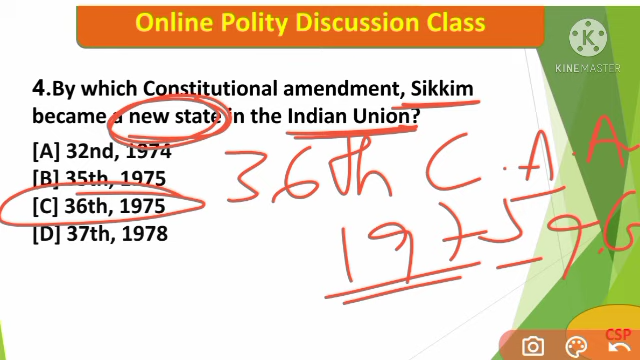 Online Polity Discussion Class
KINEMASTER
4.By which Constitutional amendment, Sikkim
became a new state in the Indian Union?
[A] 32nd, 1974
[B] 35th, 1975
[C] 36th, 1975
[D] 37th, 1978
36th C.A.A
1975
CSP